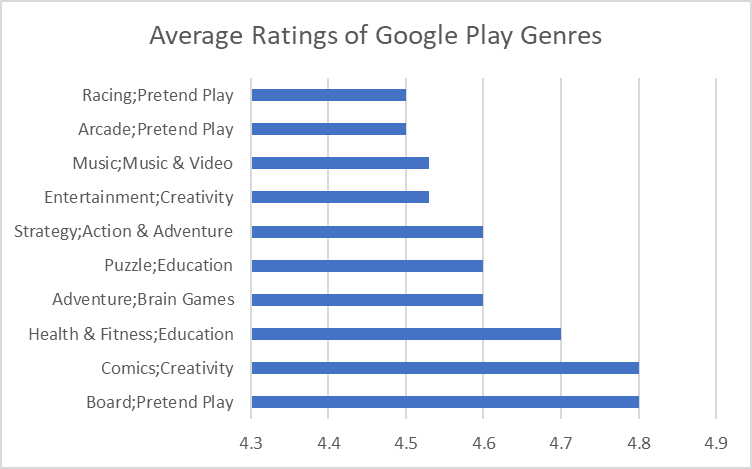 Average Ratings of Google Play Genres
Racing;Pretend Play
Arcade;Pretend Play
Music;Music & Video
Entertainment;Creativity
Strategy;Action & Adventure
Puzzle;Education
Adventure;Brain Games
Health & Fitness;Education
Comics;Creativity
Board;Pretend Play
4.3 4.4 4.5 4.6 4.7 4.8 4.9